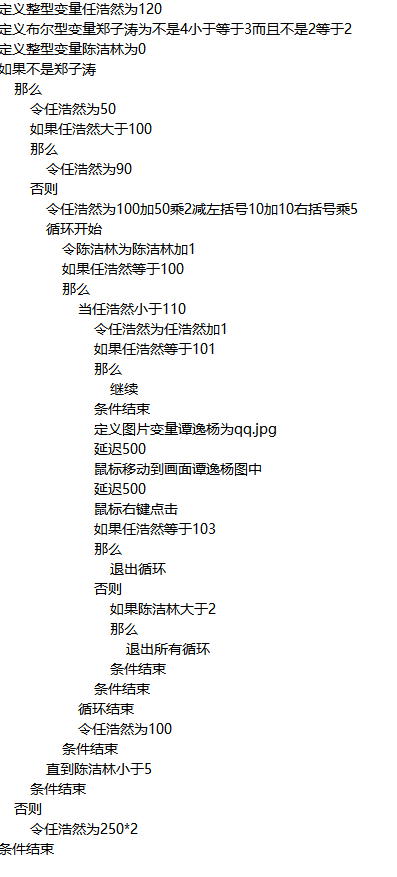 定义整型变量任浩然为120
定义布尔型变量郑子涛为不是4小于等于3而且不是2等于2
定义整型变量陈洁林为0
如果不是郑子涛
那么
令任浩然为50
如果任浩然大于100
那么
令任浩然为90
否则
令任浩然为100加50乘2减左括号10加10右括号乘5
循环开始
令陈洁林为陈洁林加1
如果任浩然等于100
那么
当任浩然小于110
令任浩然为任浩然加1
如果任浩然等于101
那么
继续
条件结束
定义图片变量谭逸杨为qq.jpg
延迟500
鼠标移动到画面谭逸杨图中
延迟500
鼠标右键点击
如果任浩然等于103
那么
退出循环
否则
如果陈洁林大于2
那么
退出所有循环
条件结束
条件结束
循环结束
令任浩然为100
条件结束
直到陈洁林小于5
条件结束
否则
令任浩然为250*2
条件结束